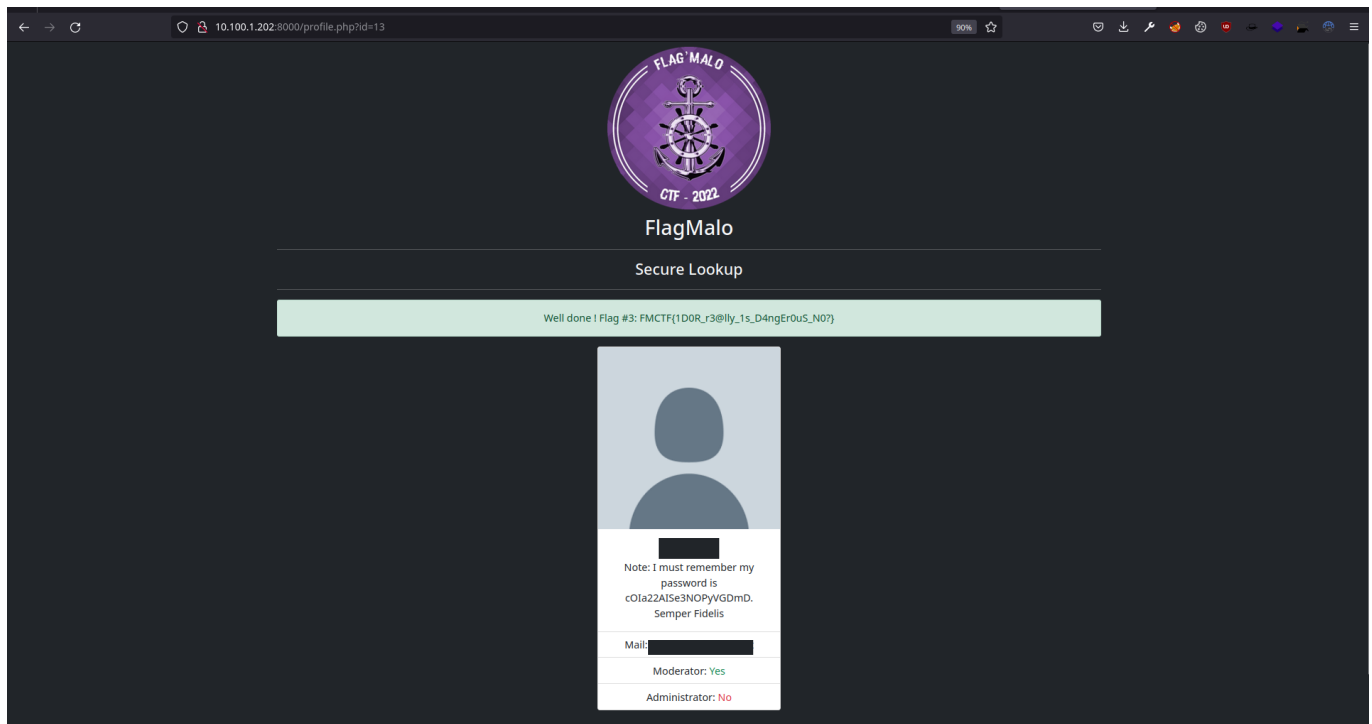 10.100.1.202:8000/profile.php?id=13
90%
FLAG'MALO
CTF - 2022
FlagMalo
Secure Lookup
Well done ! Flag #3: FMCTF{1D0R_r3@lly_1s_D4ngEr0uS_N0?}
Note: I must remember my
password is
cOIa22AISe3NOPyVGDmD.
Semper Fidelis
Mail:
Moderator: Yes
Administrator: No